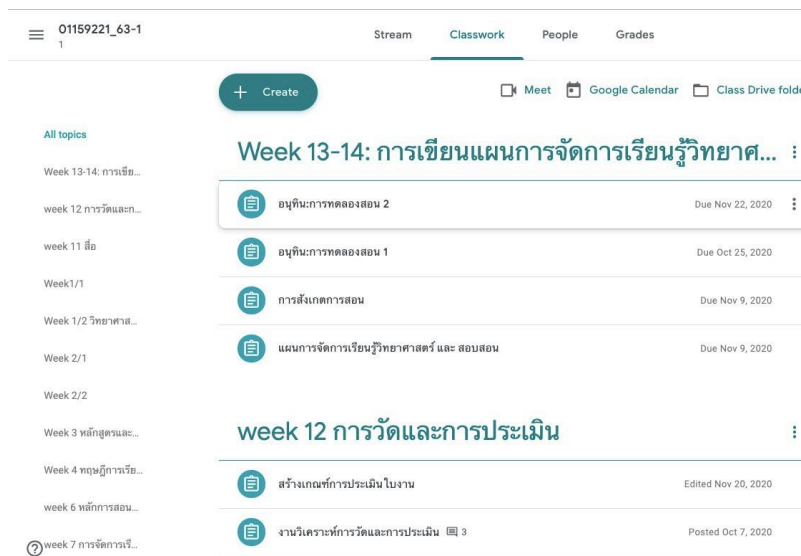 01159221_63-1
1
Stream Classwork People Grades
+ Create
Meet Google Calendar Class Drive folde
All topics
Week 13-14: การเขีย...
week 12 การวัดและก...
week 11 สื่อ
Week1/1
Week 1/2 วิทยาศาส...
Week 2/1
Week 2/2
Week 3 หลักสูตรและ...
Week 4 ทฤษฎีการเรีย...
week 6 หลักการสอน...
week 7 การจัดการเรี...
Week 13-14: การเขียนแผนการจัดการเรียนรู้วิทยาศ...
อนุทิน:การทดลองสอน 2 Due Nov 22, 2020
อนุทิน:การทดลองสอน 1 Due Oct 25, 2020
การสังเกตการสอน Due Nov 9, 2020
แผนการจัดการเรียนรู้วิทยาศาสตร์ และ สอบสอน Due Nov 9, 2020
week 12 การวัดและการประเมิน
สร้างเกณฑ์การประเมินใบงาน Edited Nov 20, 2020
งานวิเคราะห์การวัดและการประเมิน 3 Posted Oct 7, 2020